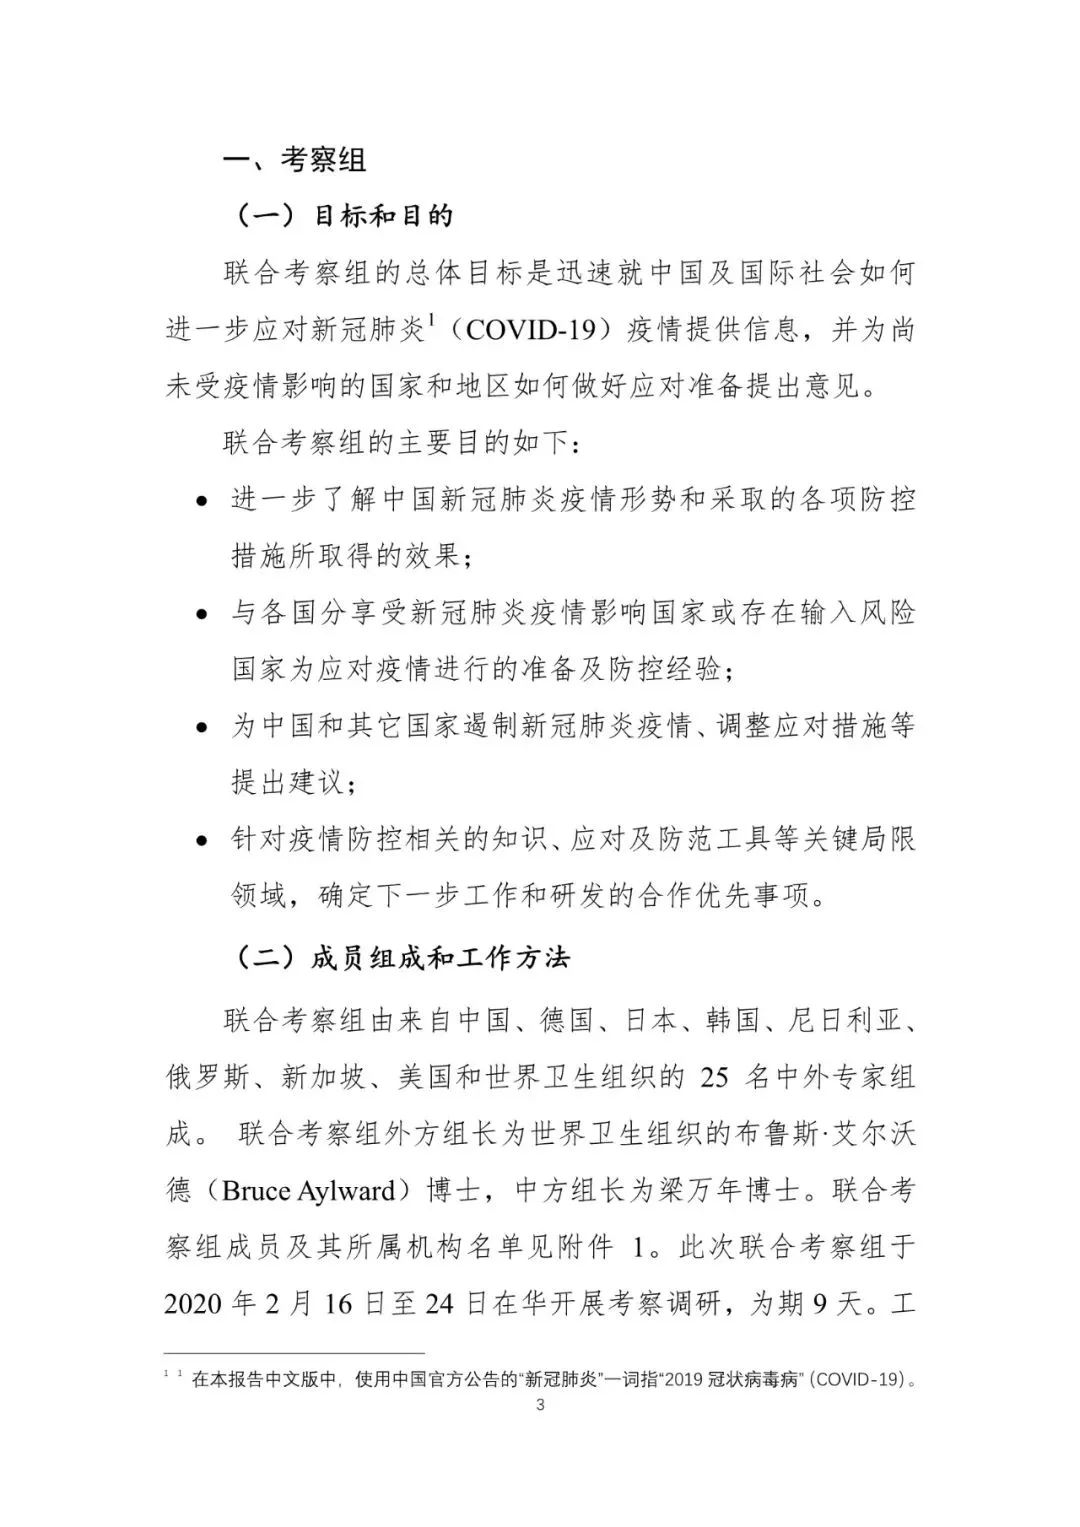 一、考察组
（一）目标和目的
联合考察组的总体目标是迅速就中国及国际社会如何
进一步应对新冠肺炎1（COVID-19）疫情提供信息，并为尚
未受疫情影响的国家和地区如何做好应对准备提出意见。
联合考察组的主要目的如下：
● 进一步了解中国新冠肺炎疫情形势和采取的各项防控
措施所取得的效果；
● 与各国分享受新冠肺炎疫情影响国家或存在输入风险
国家为应对疫情进行的准备及防控经验；
● 为中国和其它国家遏制新冠肺炎疫情、调整应对措施等
提出建议；
● 针对疫情防控相关的知识、应对及防范工具等关键局限
领域，确定下一步工作和研发的合作优先事项。
（二）成员组成和工作方法
联合考察组由来自中国、德国、日本、韩国、尼日利亚、
俄罗斯、新加坡、美国和世界卫生组织的 25 名中外专家组
成。 联合考察组外方组长为世界卫生组织的布鲁斯·艾尔沃
德（Bruce Aylward）博士，中方组长为梁万年博士。联合考
察组成员及其所属机构名单见附件 1。此次联合考察组于
2020 年 2 月 16 日至 24 日在华开展考察调研，为期 9 天。工
1 1 在本报告中文版中，使用中国官方公告的“新冠肺炎”一词指“2019 冠状病毒病”（COVID-19）。
3